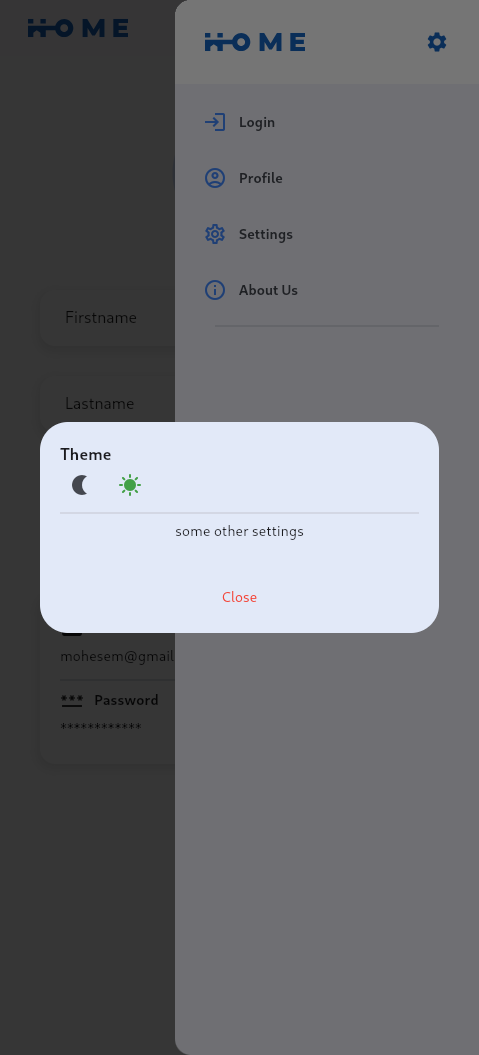 HOME
HOME
Login
Profile
Settings
About Us
Firstname
Lastname
Theme
some other settings
Close
mohesem@gmail
Password
************